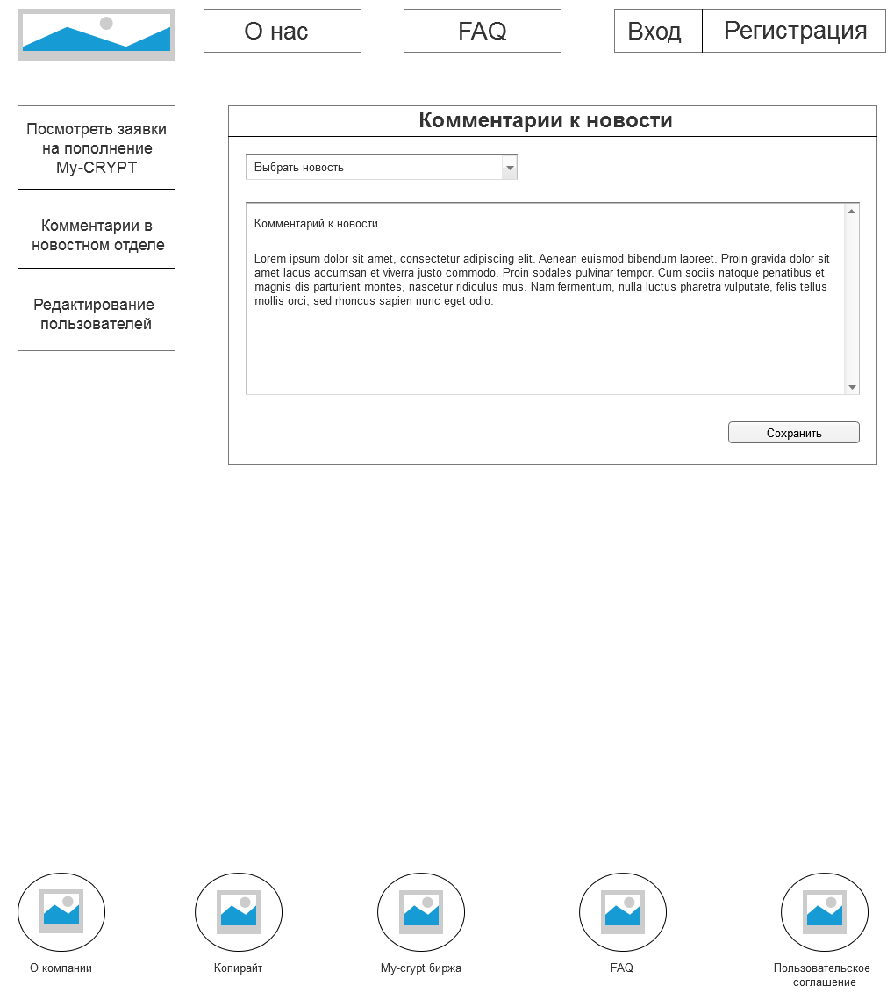 О нас
FAQ
Вход
Регистрация
Посмотреть заявки
на пополнение
My-CRYPT
Комментарии в
новостном отделе
Редактирование
пользователей
Комментарии к новости
Выбрать новость
Комментарий к новости
Lorem ipsum dolor sit amet, consectetur adipiscing elit. Aenean euismod bibendum laoreet. Proin gravida dolor sit
amet lacus accumsan et viverra justo commodo. Proin sodales pulvinar tempor. Cum sociis natoque penatibus et
magnis dis parturient montes, nascetur ridiculus mus. Nam fermentum, nulla luctus pharetra vulputate, felis tellus
mollis orci, sed rhoncus sapien nunc eget odio.
Сохранить
О компании
Копирайт
My-crypt биржа
FAQ
Пользовательское
соглашение